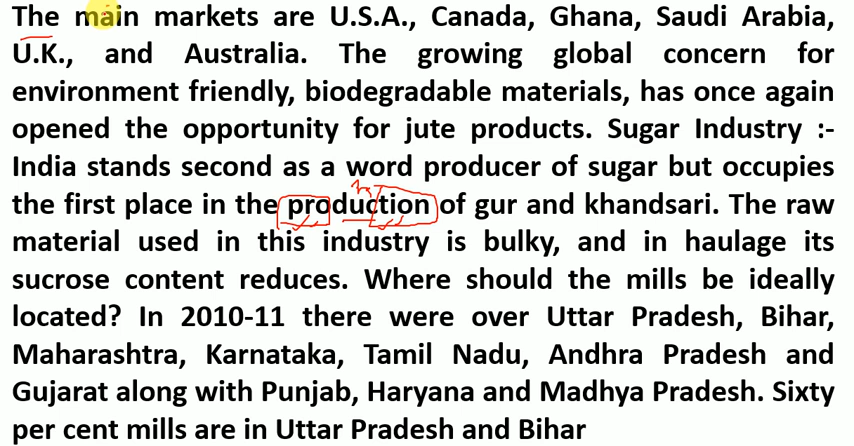 The main markets are U.S.A., Canada, Ghana, Saudi Arabia,
U.K., and Australia. The growing global concern for
environment friendly, biodegradable materials, has once again
opened the opportunity for jute products. Sugar Industry :-
India stands second as a word producer of sugar but occupies
the first place in the production of gur and khandsari. The raw
material used in this industry is bulky, and in haulage its
sucrose content reduces. Where should the mills be ideally
located? In 2010-11 there were over Uttar Pradesh, Bihar,
Maharashtra, Karnataka, Tamil Nadu, Andhra Pradesh and
Gujarat along with Punjab, Haryana and Madhya Pradesh. Sixty
per cent mills are in Uttar Pradesh and Bihar